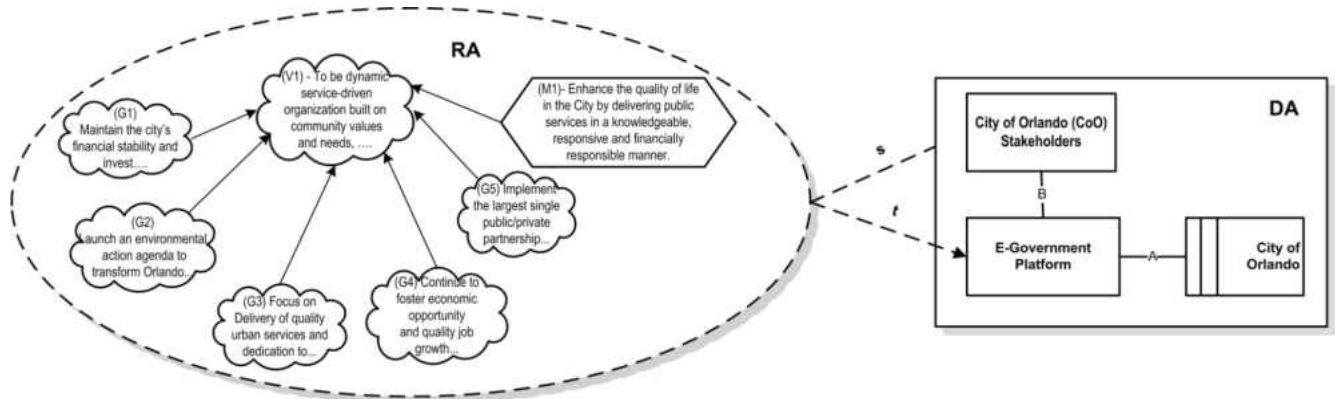 RA
(V1) - To be dynamic
service-driven
organization built on
community values
and needs, ....
(M1)- Enhance the quality of life
in the City by delivering public
services in a knowledgeable,
responsive and financially
responsible manner.
(G1)
Maintain the city's
financial stability and
invest....
(G2)
Launch an environmental
action agenda to
transform Orlando...
(G3) Focus on
Delivery of quality
urban services and
dedication to...
(G4) Continue to
foster economic
opportunity
and quality job
growth...
(G5) Implement
the largest single
public/private
partnership...
s
t
DA
City of Orlando (CoO)
Stakeholders
B
E-Government
Platform
A
City of
Orlando